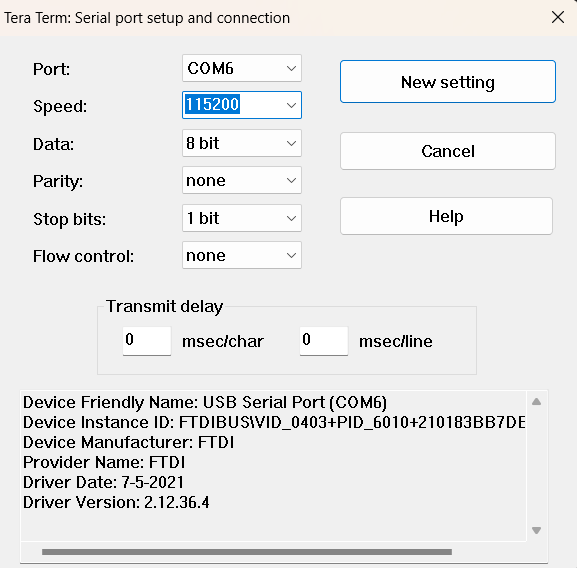 Tera Term: Serial port setup and connection
Port: COM6 New setting
Speed: 115200
Data: 8 bit Cancel
Parity: none
Stop bits: 1 bit Help
Flow control: none
Transmit delay
0 msec/char 0 msec/line
Device Friendly Name: USB Serial Port (COM6)
Device Instance ID: FTDIBUS\VID_0403+PID_6010+210183BB7DE
Device Manufacturer: FTDI
Provider Name: FTDI
Driver Date: 7-5-2021
Driver Version: 2.12.36.4